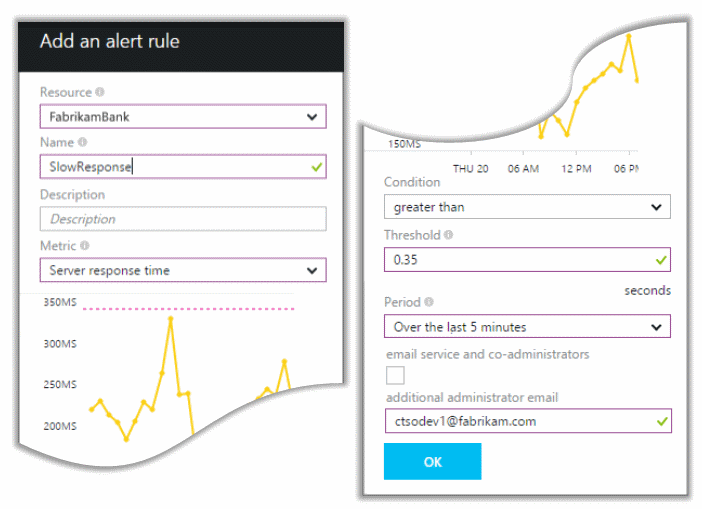 Add an alert rule
Resource
FabrikamBank
Name
SlowResponse
Description
Description
Metric
Server response time
350MS
300MS
250MS
200MS
150MS
THU 20 06 AM 12 PM 06 PM
Condition
greater than
Threshold
0.35
seconds
Period
Over the last 5 minutes
email service and co-administrators
additional administrator email
ctsodev1@fabrikam.com
OK